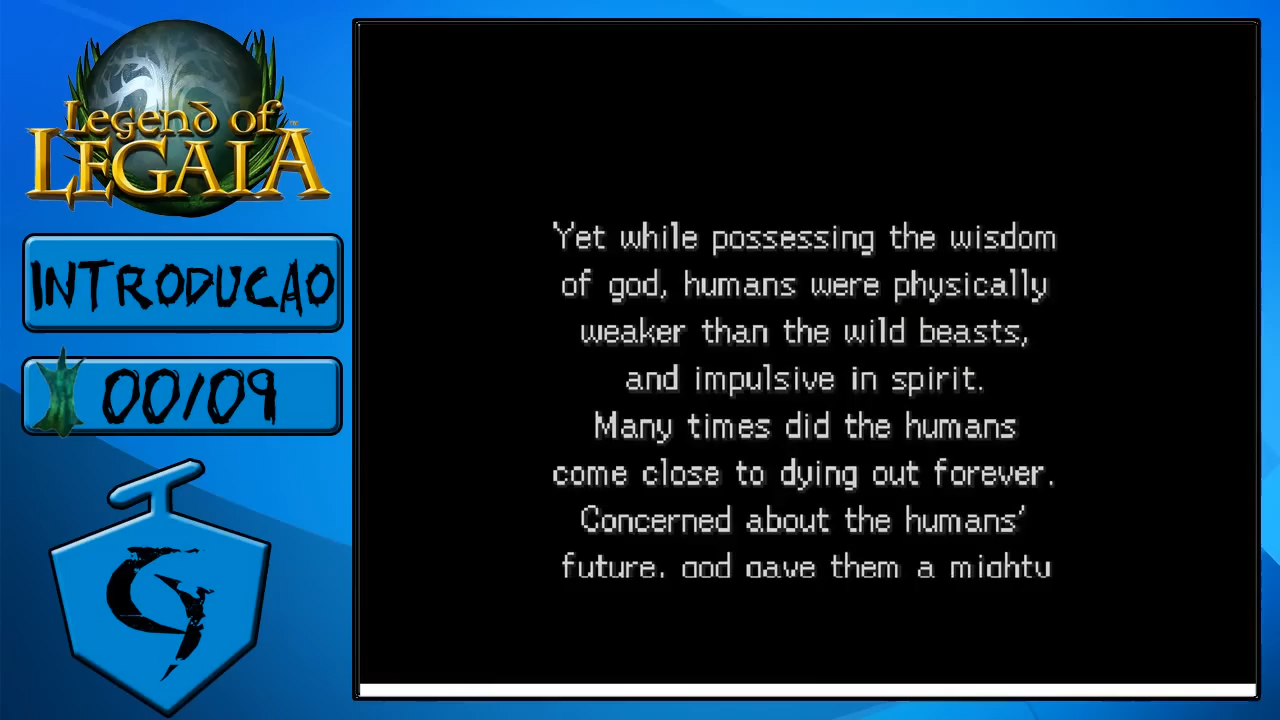 Legend of
LEGAIA
INTRODUCAO
00/09
Yet while possessing the wisdom
of god, humans were physically
weaker than the wild beasts,
and impulsive in spirit.
Many times did the humans
come close to dying out forever.
Concerned about the humans'
future, god gave them a mighty